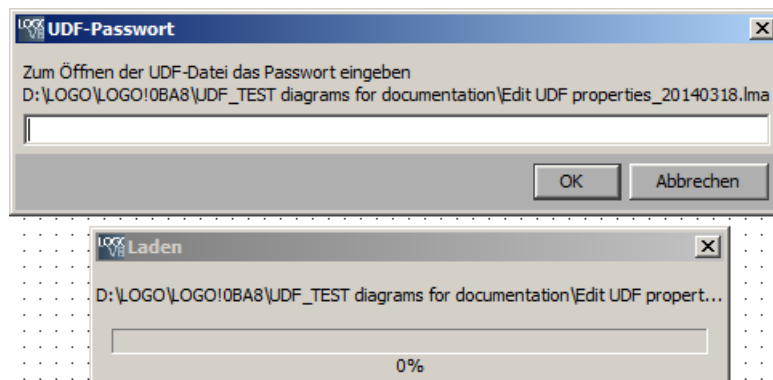 UDF-Passwort
Zum Öffnen der UDF-Datei das Passwort eingeben
D:\LOGO\LOGO!0BA8\UDF_TEST diagrams for documentation\Edit UDF properties_20140318.lma
OK Abbrechen
Laden
D:\LOGO\LOGO!0BA8\UDF_TEST diagrams for documentation\Edit UDF propert...
0%